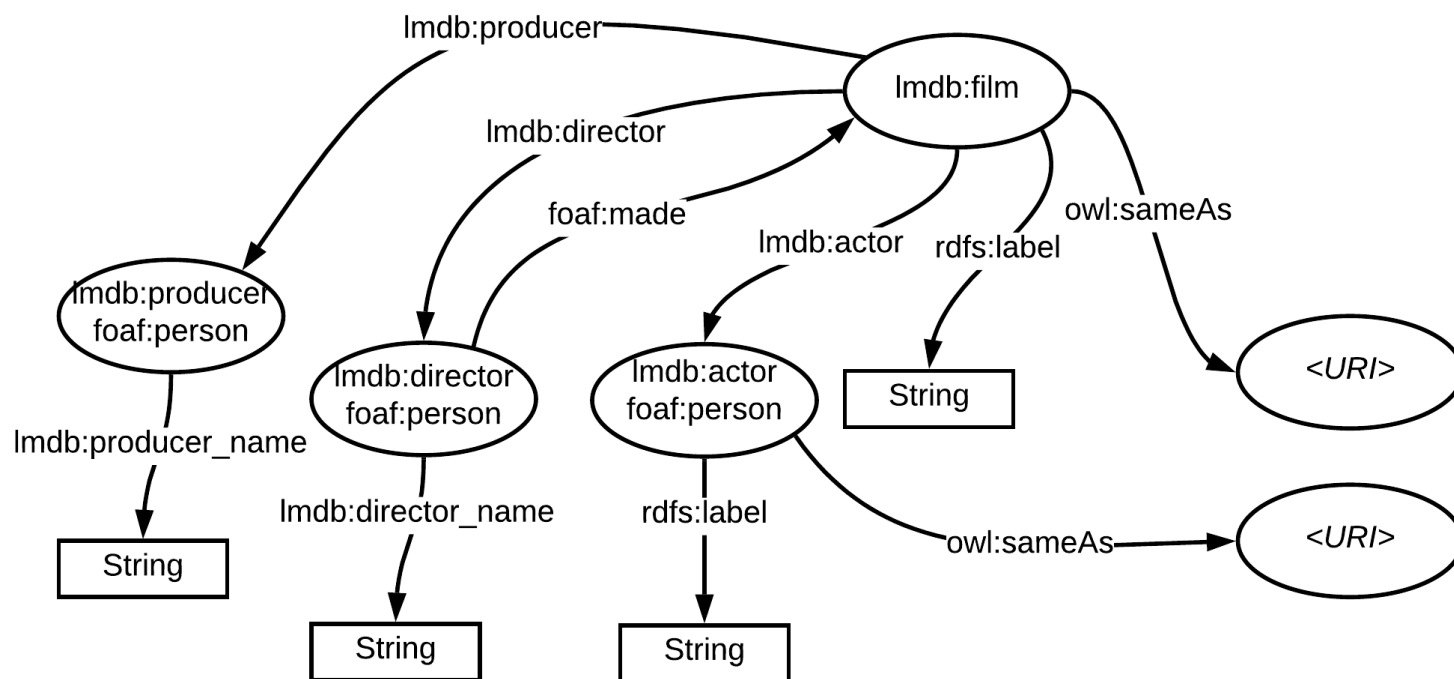 lmdb:producer
lmdb:film
lmdb:director
foaf:made
owl:sameAs
lmdb:actor
rdfs:label
lmdb:producer
foaf:person
lmdb:director
foaf:person
lmdb:actor
foaf:person
String
<URI>
lmdb:producer_name
lmdb:director_name
rdfs:label
owl:sameAs
<URI>
String
String
String